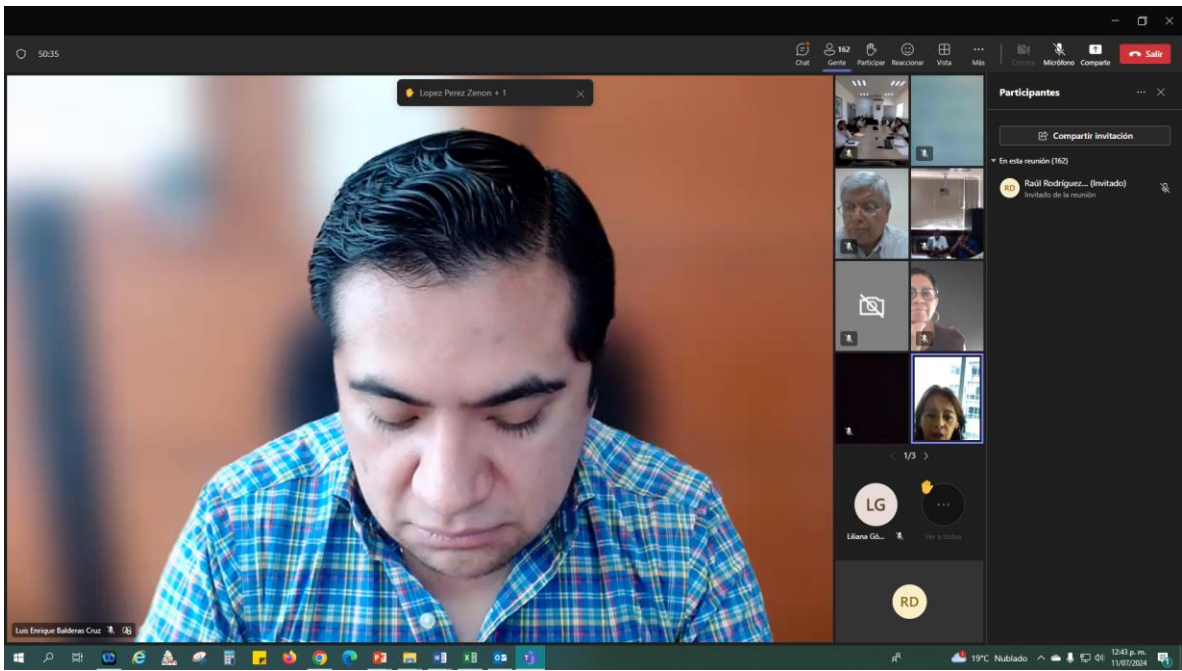 50:35
Chat
162
Gente
Participar
Reaccionar
Vista
Más
Cámara
Micrófono
Comparte
Salir
Lopez Perez Zenon + 1
Participantes
Compartir invitación
En esta reunión (162)
RD
Raúl Rodríguez... (Invitado)
Invitado de la reunión
1/3
LG
Liliana Gó...
Ver a todos
RD
Luis Enrique Balderas Cruz
19°C Nublado
12:43 p. m.
11/07/2024